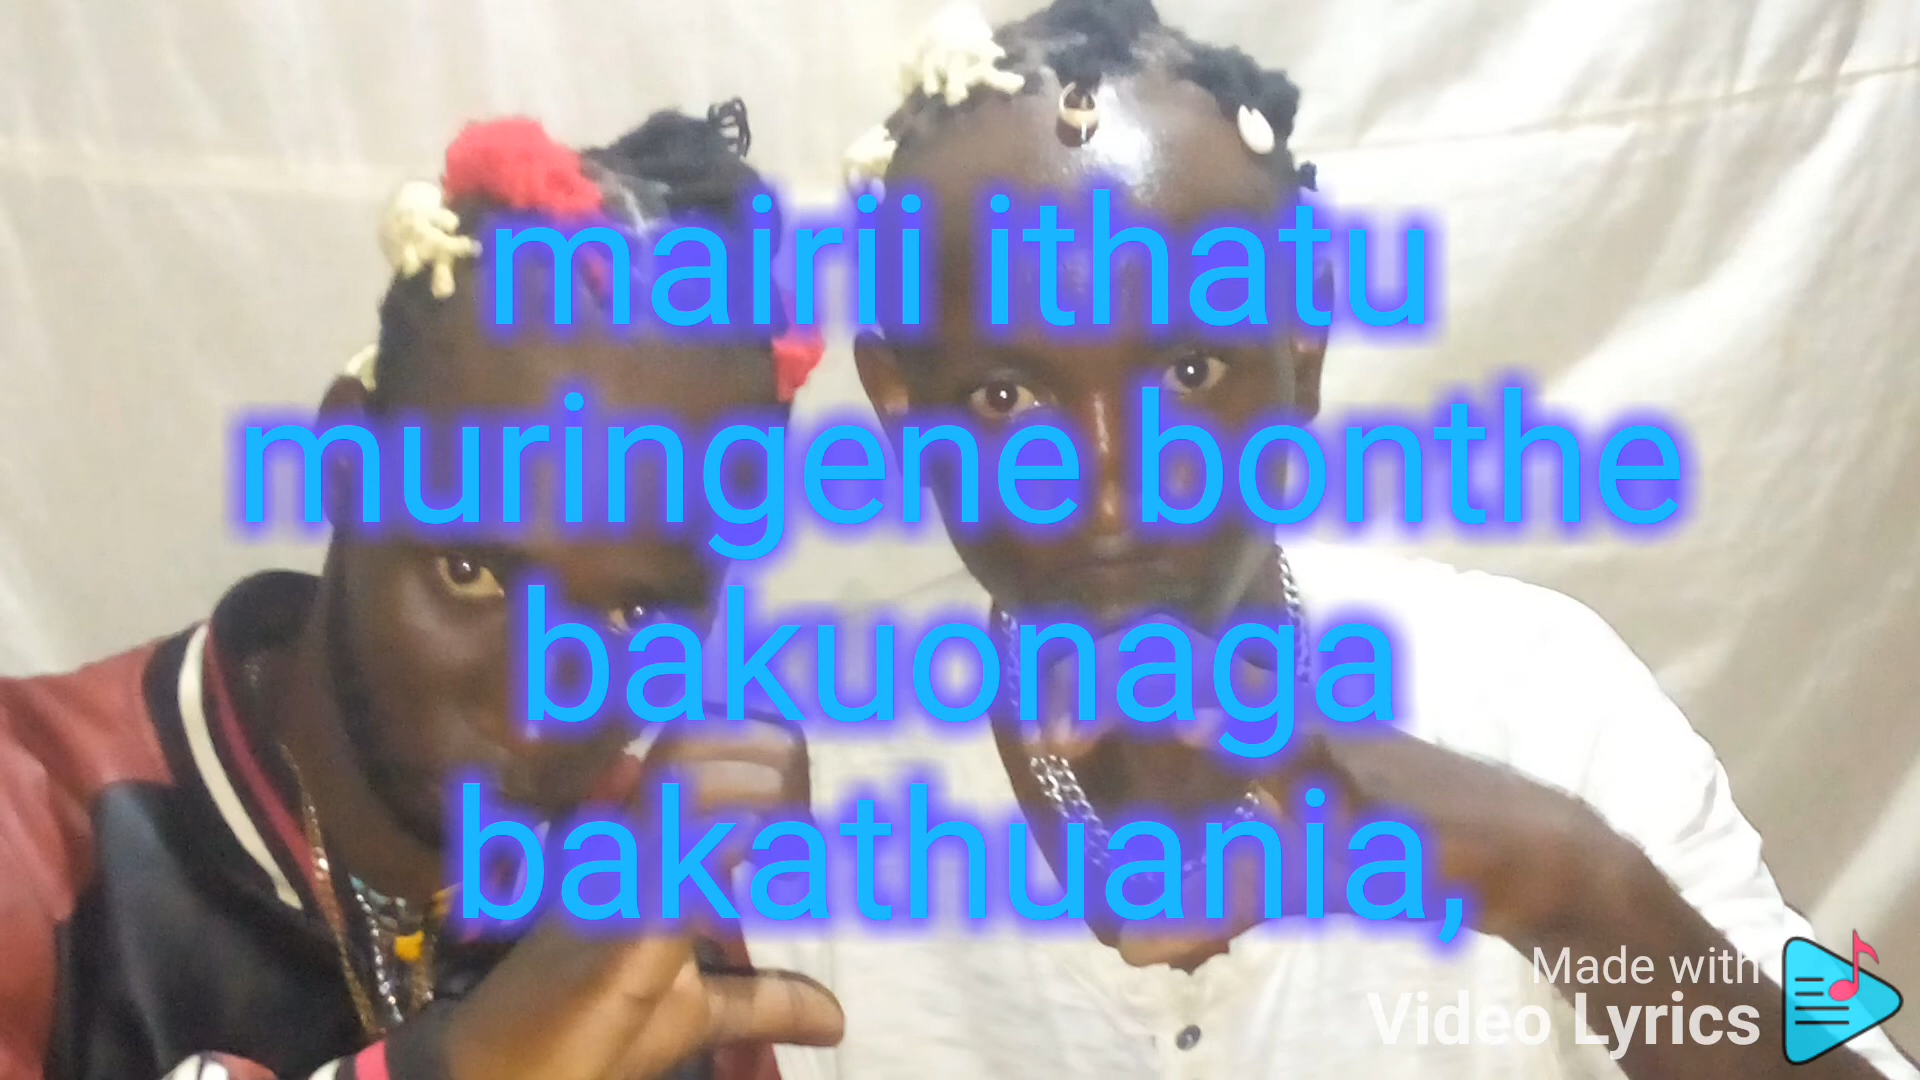 mairii ithatu
muringene bonthe
bakuonaga
bakathuania,
Made with
Video Lyrics